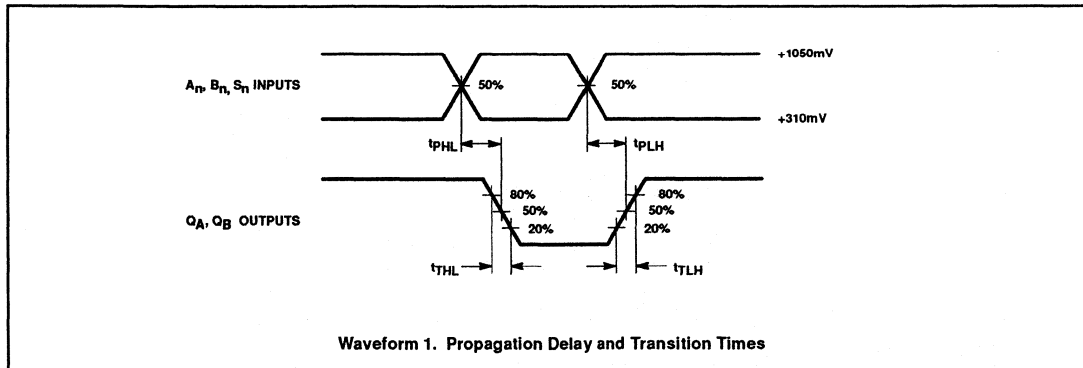 +1050mV
An, Bn, Sn INPUTS
50%
50%
+310mV
tPHL
tPLH
80%
80%
50%
50%
QA, QB OUTPUTS
20%
20%
tTHL
tTLH
Waveform 1. Propagation Delay and Transition Times